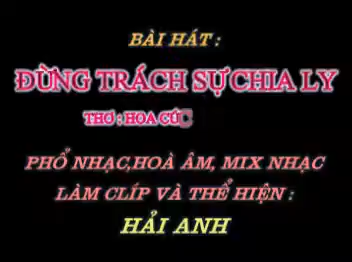 BÀI HÁT :
ĐỪNG TRÁCH SỰ CHIA LY
THƠ : HOA CÚC
PHỔ NHẠC,HOÀ ÂM, MIX NHẠC
LÀM CLÍP VÀ THỂ HIỆN :
HẢI ANH